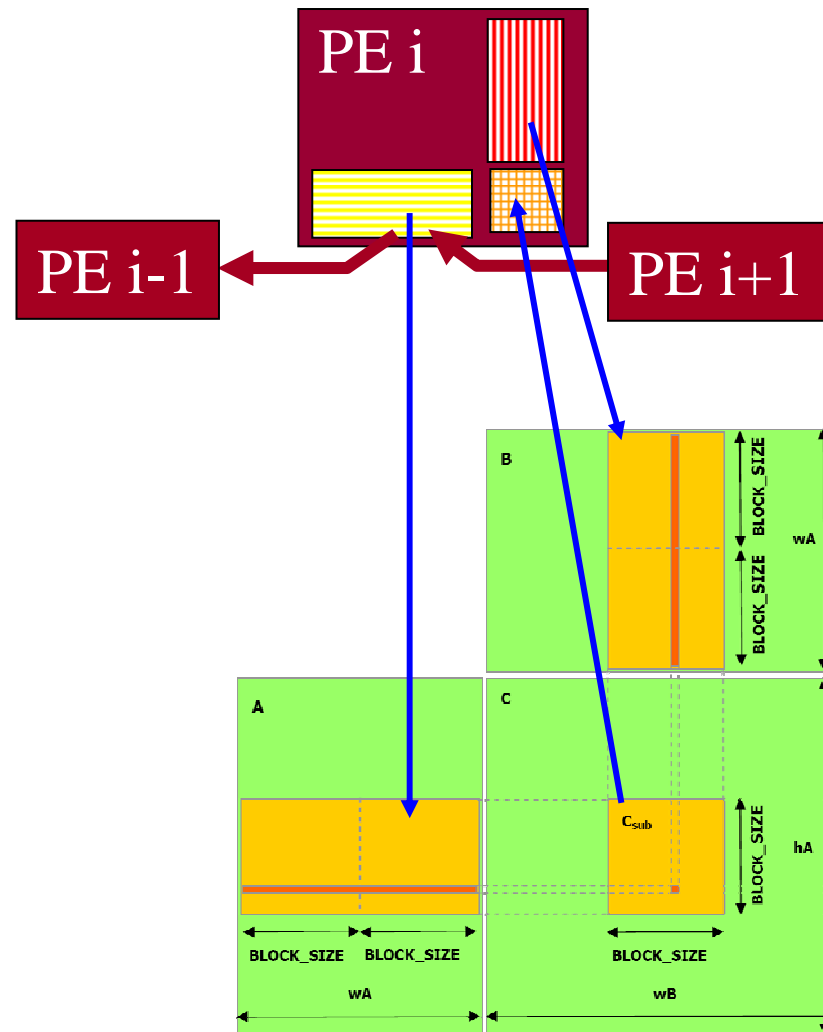 PE i
PE i-1
PE i+1
B
BLOCK_SIZE
wA
BLOCK_SIZE
A
C
Csub
BLOCK_SIZE
hA
BLOCK_SIZE
BLOCK_SIZE
BLOCK_SIZE
wA
wB